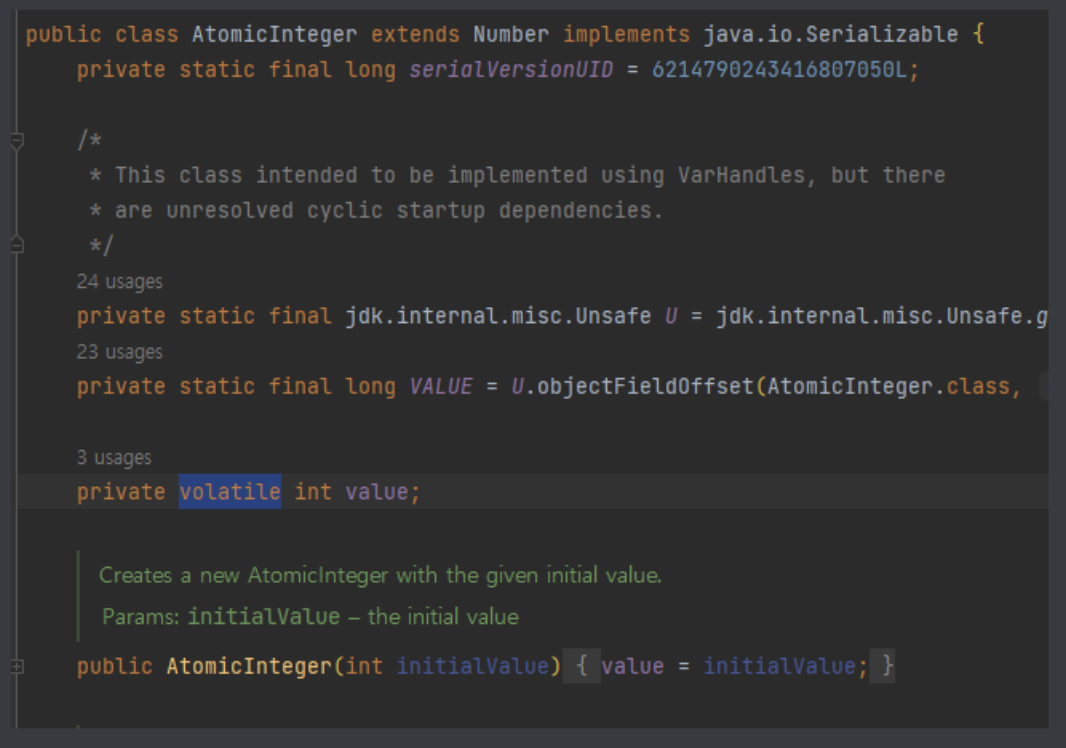 public class AtomicInteger extends Number implements java.io.Serializable {
private static final long serialVersionUID = 6214790243416807050L;
/*
* This class intended to be implemented using VarHandles, but there
* are unresolved cyclic startup dependencies.
*/
24 usages
private static final jdk.internal.misc.Unsafe U = jdk.internal.misc.Unsafe.g
23 usages
private static final long VALUE = U.objectFieldOffset(AtomicInteger.class,
3 usages
private volatile int value;
Creates a new AtomicInteger with the given initial value.
Params: initialValue – the initial value
public AtomicInteger(int initialValue) { value = initialValue; }